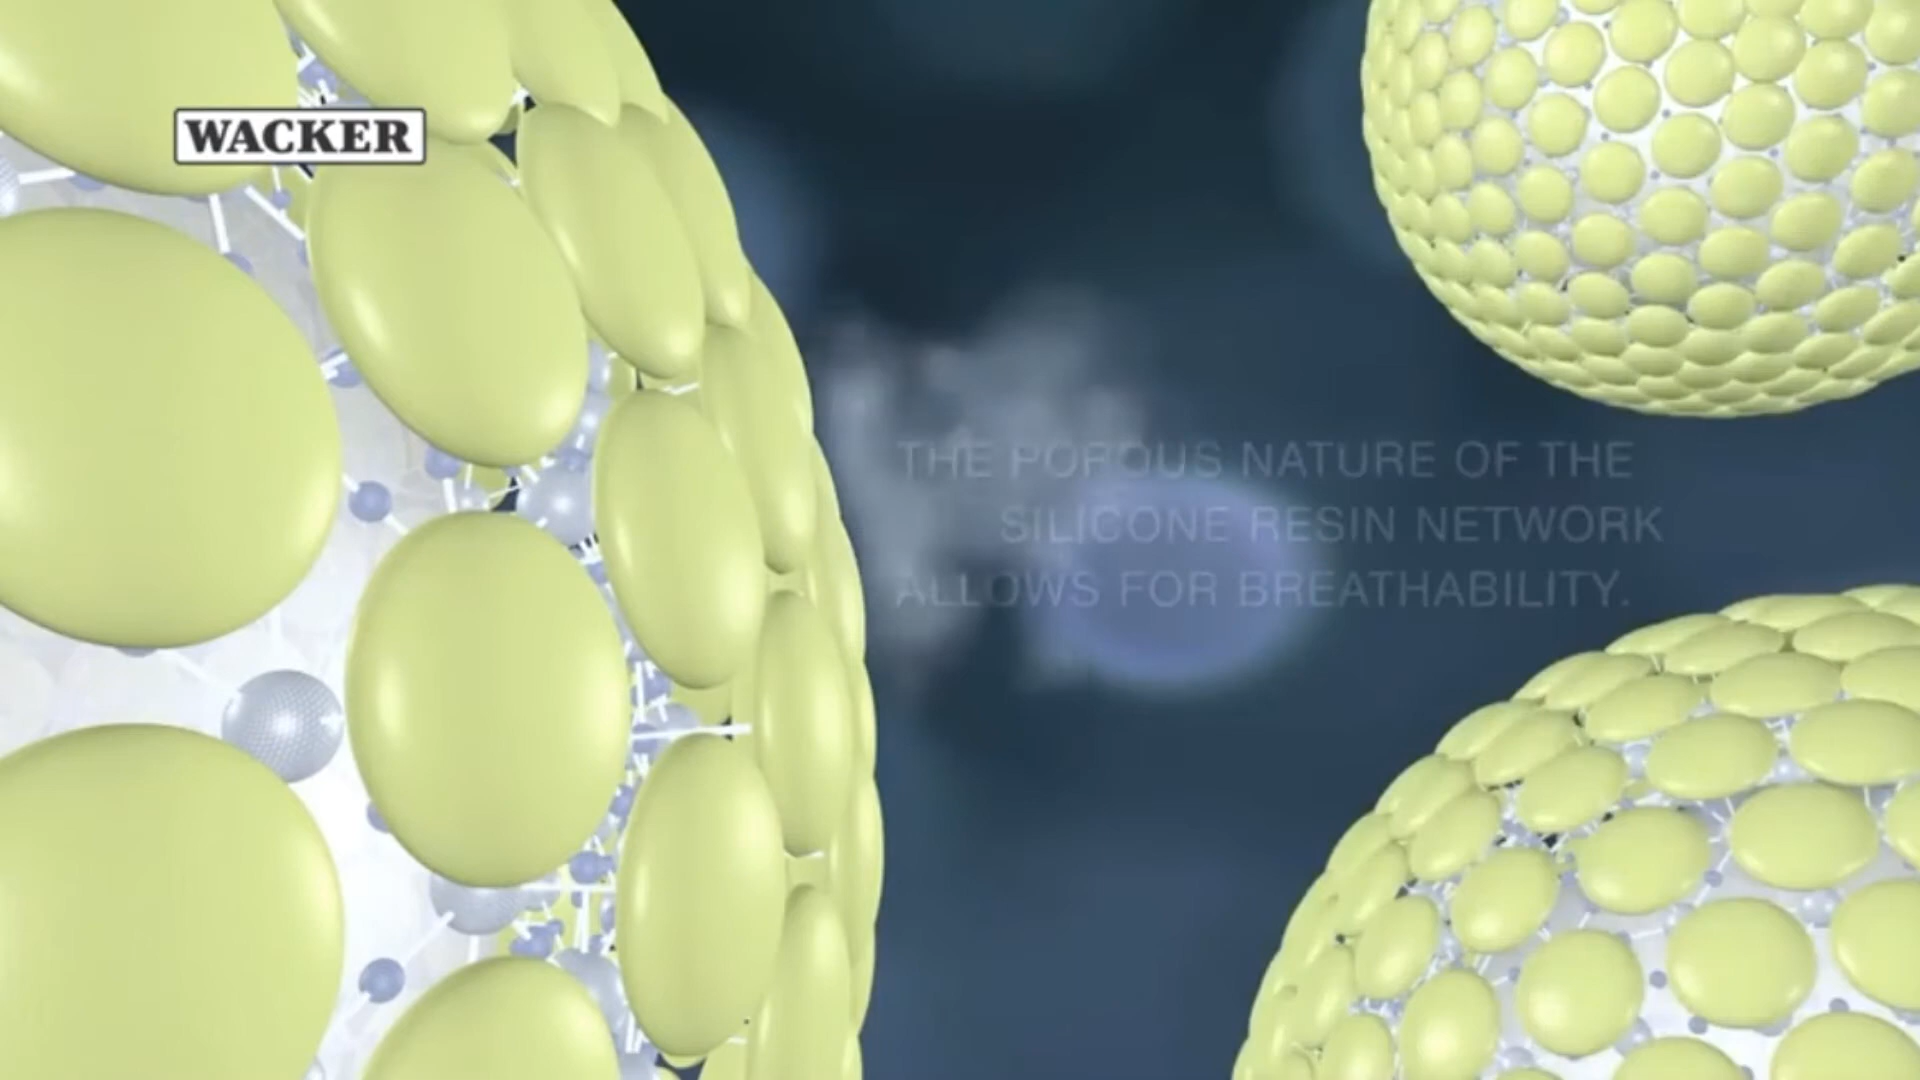 WACKER
THE POROUS NATURE OF THE
SILICONE RESIN NETWORK
ALLOWS FOR BREATHABILITY.